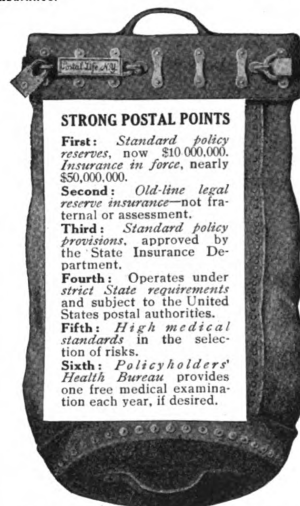 STRONG POSTAL POINTS
First: Standard policy
reserves, now $10 000.000.
Insurance in force, nearly
$50,000,000.
Second: Old-line legal
reserve insurance—not fra-
ternal or assessment.
Third: Standard policy
provisions, approved by
the State Insurance De-
partment.
Fourth: Operates under
strict State requirements
and subject to the United
States postal authorities.
Fifth: High medical
standards in the selec-
tion of risks.
Sixth: Policyholders'
Health Bureau provides
one free medical examina-
tion each year, if desired.